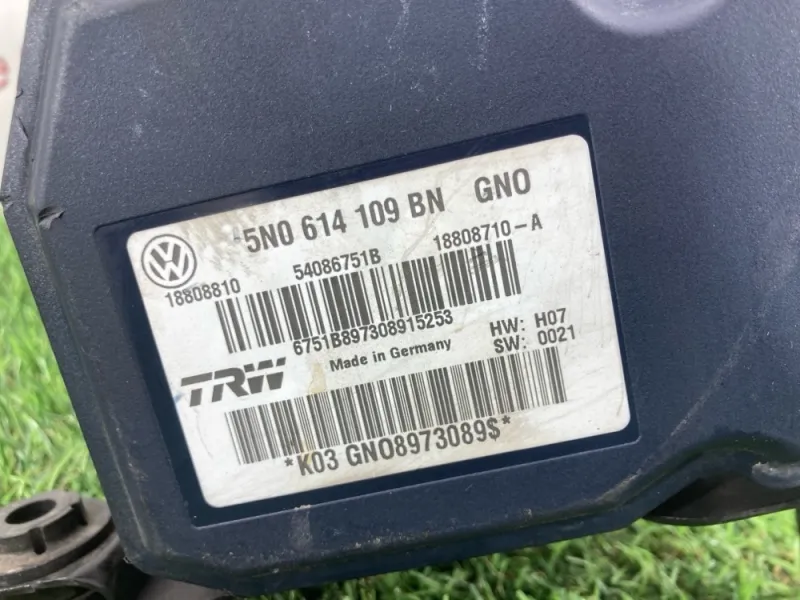 5N0 614 109 BN GNO
18808810 54086751B 18808710-A
6751B897308915253 HW: H07
Made in Germany SW: 0021
TRW
*K03 GNO8973089$*